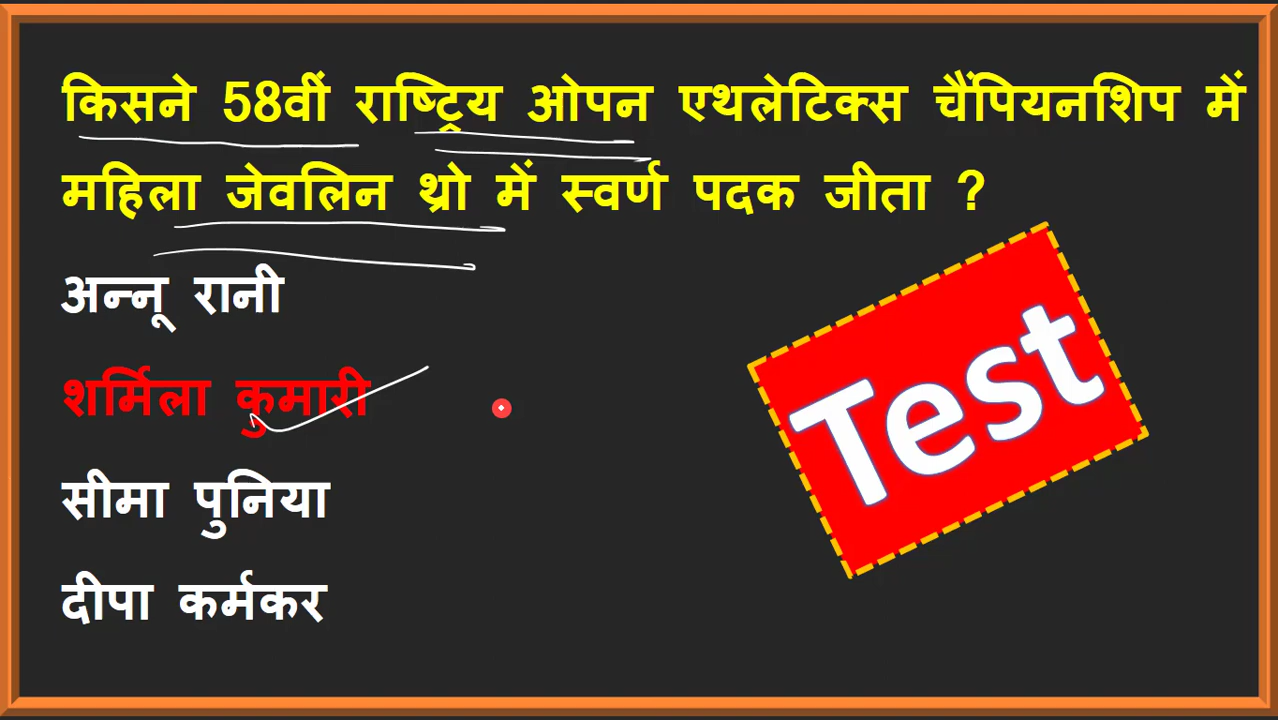 किसने 58वीं राष्ट्रिय ओपन एथलेटिक्स चैंपियनशिप में
महिला जेवलिन थ्रो में स्वर्ण पदक जीता ?
अन्नू रानी
शर्मिला कुमारी
सीमा पुनिया
दीपा कर्मकर
Test